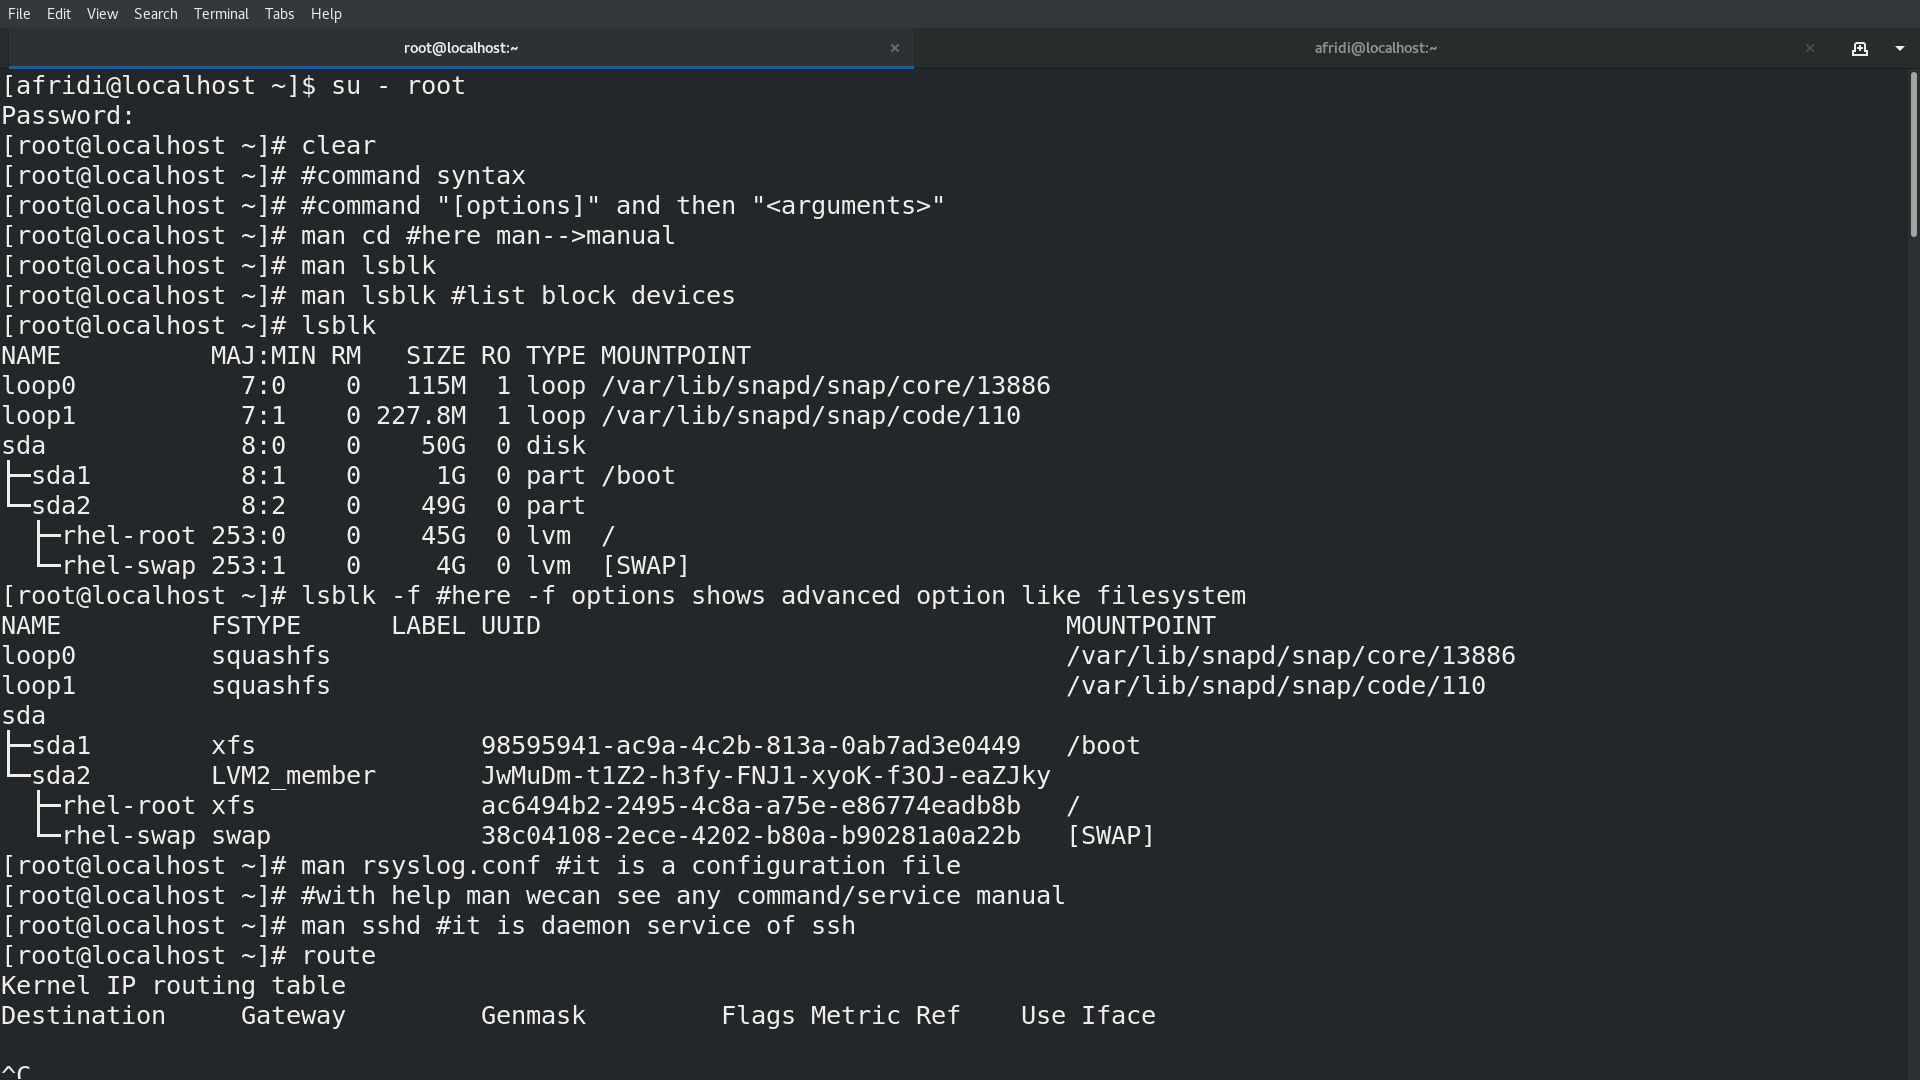 File Edit View Search Terminal Tabs Help
root@localhost:~ × afridi@localhost:~ ×
[afridi@localhost ~]$ su - root
Password:
[root@localhost ~]# clear
[root@localhost ~]# #command syntax
[root@localhost ~]# #command "[options]" and then "<arguments>"
[root@localhost ~]# man cd #here man-->manual
[root@localhost ~]# man lsblk
[root@localhost ~]# man lsblk #list block devices
[root@localhost ~]# lsblk
NAME          MAJ:MIN RM   SIZE RO TYPE MOUNTPOINT
loop0           7:0    0   115M  1 loop /var/lib/snapd/snap/core/13886
loop1           7:1    0 227.8M  1 loop /var/lib/snapd/snap/code/110
sda             8:0    0    50G  0 disk
├─sda1          8:1    0     1G  0 part /boot
└─sda2          8:2    0    49G  0 part
  ├─rhel-root 253:0    0    45G  0 lvm  /
  └─rhel-swap 253:1    0     4G  0 lvm  [SWAP]
[root@localhost ~]# lsblk -f #here -f options shows advanced option like filesystem
NAME          FSTYPE      LABEL UUID                                   MOUNTPOINT
loop0         squashfs                                                 /var/lib/snapd/snap/core/13886
loop1         squashfs                                                 /var/lib/snapd/snap/code/110
sda
├─sda1        xfs               98595941-ac9a-4c2b-813a-0ab7ad3e0449   /boot
└─sda2        LVM2_member       JwMuDm-t1Z2-h3fy-FNJ1-xyoK-f3OJ-eaZJky
  ├─rhel-root xfs               ac6494b2-2495-4c8a-a75e-e86774eadb8b   /
  └─rhel-swap swap              38c04108-2ece-4202-b80a-b90281a0a22b   [SWAP]
[root@localhost ~]# man rsyslog.conf #it is a configuration file
[root@localhost ~]# #with help man wecan see any command/service manual
[root@localhost ~]# man sshd #it is daemon service of ssh
[root@localhost ~]# route
Kernel IP routing table
Destination     Gateway         Genmask         Flags Metric Ref    Use Iface
^C